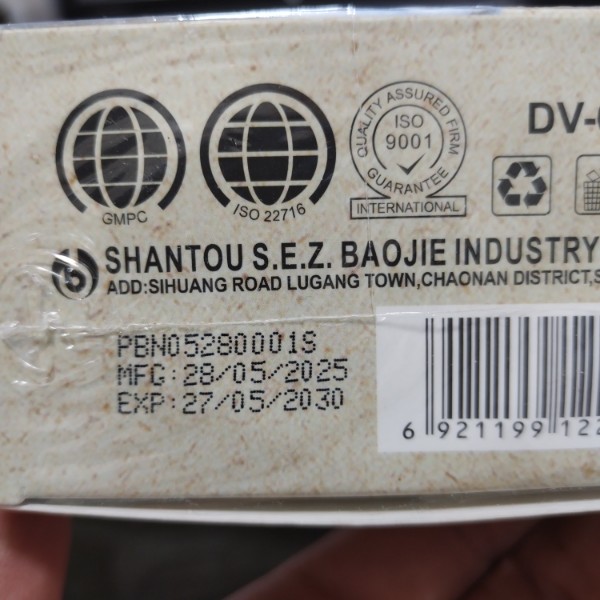 GMPC
ISO 22716
QUALITY ASSURED FIRM
ISO
9001
GUARANTEE
INTERNATIONAL
SHANTOU S.E.Z. BAOJIE INDUSTRY
ADD:SIHUANG ROAD LUGANG TOWN,CHAONAN DISTRICT,
PBN05280001S
MFG:28/05/2025
EXP:27/05/2030
6 921199 122